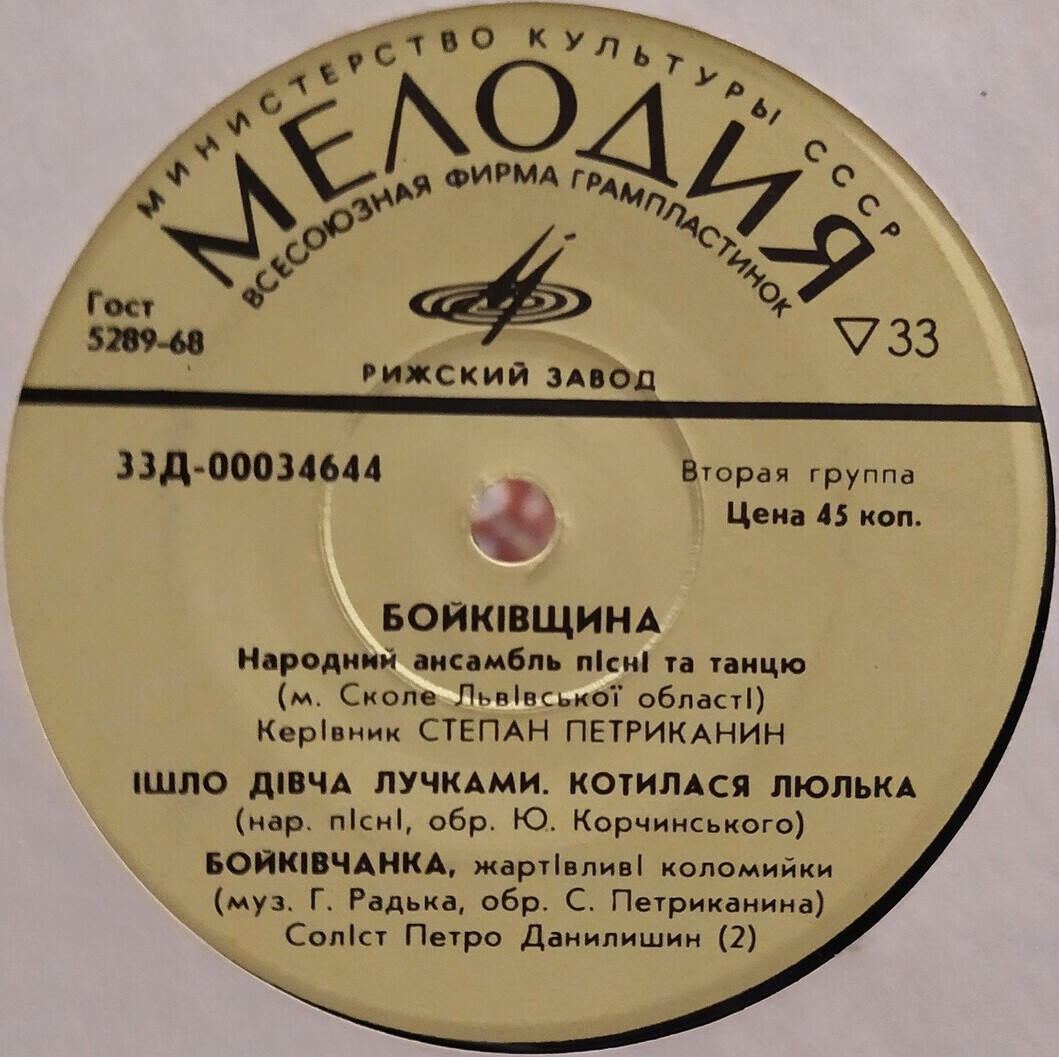 МИНИСТЕРСТВО КУЛЬТУРЫ СССР
МЕЛОДИЯ
ВСЕСОЮЗНАЯ ФИРМА ГРАМПЛАСТИНОК
Гост
5289-68
▽33
РИЖСКИЙ ЗАВОД
33Д-00034644
Вторая группа
Цена 45 коп.
БОЙКІВЩИНА
Народний ансамбль пісні та танцю
(м. Сколе Львівської області)
Керівник СТЕПАН ПЕТРИКАНИН
ІШЛО ДІВЧА ЛУЧКАМИ. КОТИЛАСЯ ЛЮЛЬКА
(нар. пісні, обр. Ю. Корчинського)
БОЙКІВЧАНКА, жартівливі коломийки
(муз. Г. Радька, обр. С. Петриканина)
Соліст Петро Данилишин (2)